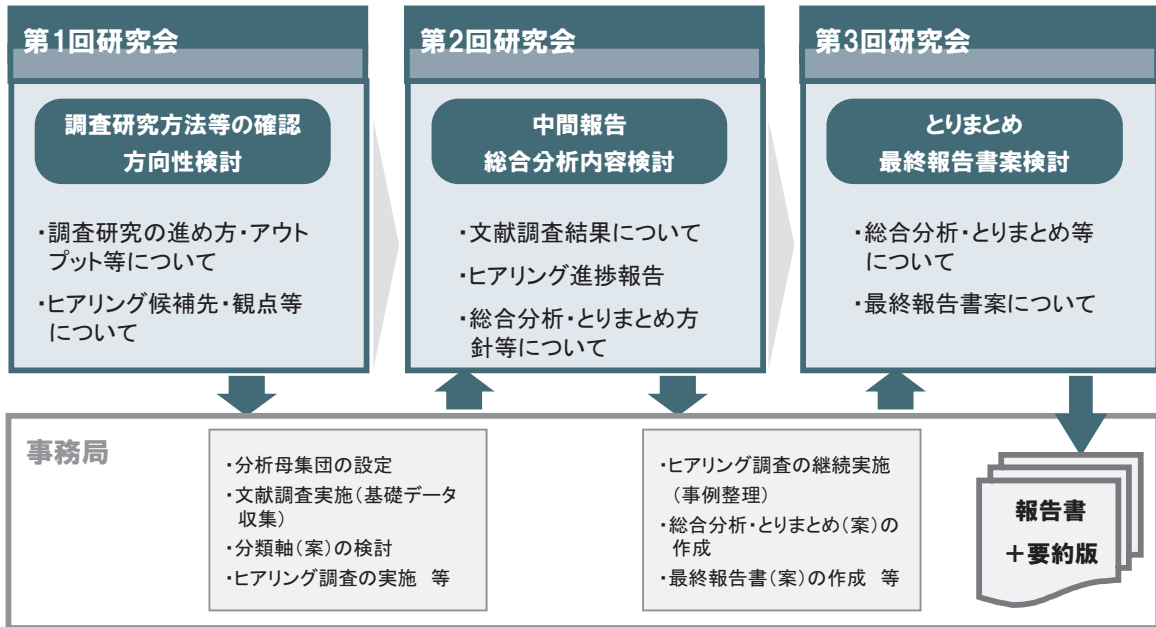 第1回研究会
調査研究方法等の確認
方向性検討
・調査研究の進め方・アウト
プット等について
・ヒアリング候補先・観点等
について
第2回研究会
中間報告
総合分析内容検討
・文献調査結果について
・ヒアリング進捗報告
・総合分析・とりまとめ方
針等について
第3回研究会
とりまとめ
最終報告書案検討
・総合分析・とりまとめ等
について
・最終報告書案について
事務局
・分析母集団の設定
・文献調査実施（基礎データ
収集）
・分類軸（案）の検討
・ヒアリング調査の実施 等
・ヒアリング調査の継続実施
（事例整理）
・総合分析・とりまとめ（案）の
作成
・最終報告書（案）の作成 等
報告書
＋要約版